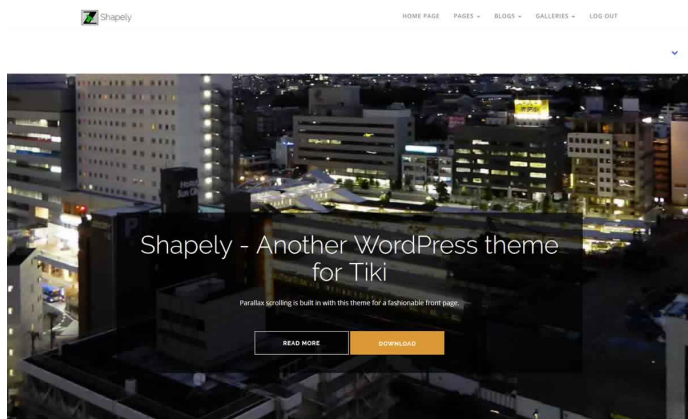 Shapely
HOME PAGE PAGES BLOGS GALLERIES LOG OUT
Shapely - Another WordPress theme
for Tiki
Parallax scrolling is built in with this theme for a fashionable front page.
READ MORE DOWNLOAD